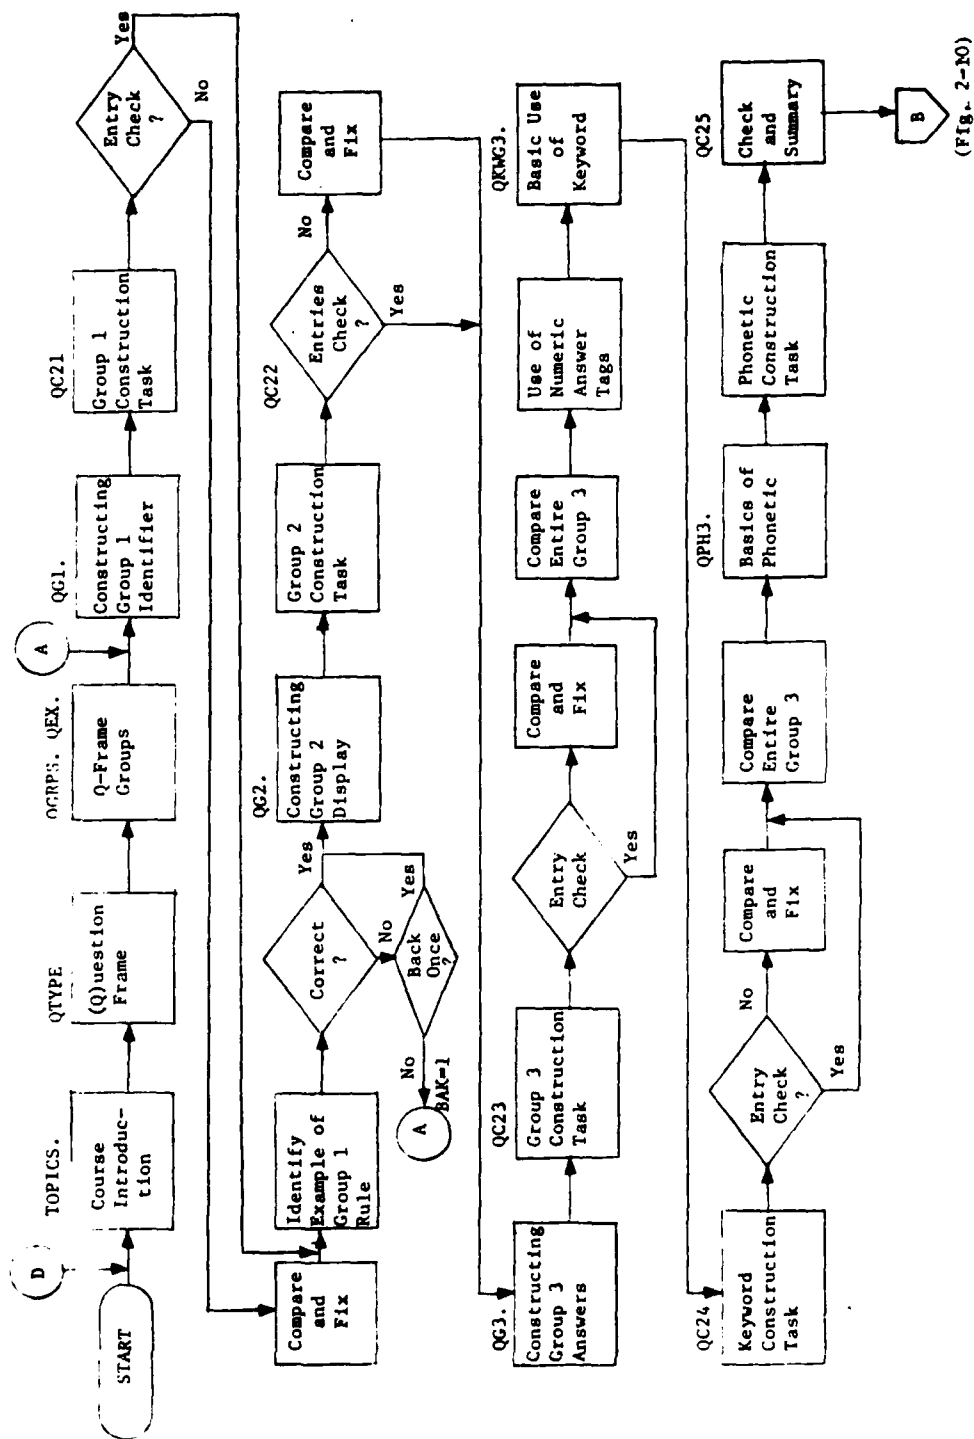 D
START
TOPICS.
Course
Introduc-
tion
QTYPE
(Q)uestion
Frame
QGRPS. QEX.
Q-Frame
Groups
A
QG1.
Constructing
Group 1
Identifier
QC21
Group 1
Construction
Task
Entry
Check
?
Yes
No
Compare
and
Fix
Identify
Example of
Group 1
Rule
Correct
?
Yes
No
Back
Once
?
Yes
No
BAK=1
A
QG2.
Constructing
Group 2
Display
Group 2
Construction
Task
QC22
Entries
Check
?
No
Yes
Compare
and
Fix
QG3.
Constructing
Group 3
Answers
QC23
Group 3
Construction
Task
Entry
Check
Yes
Compare
and
Fix
Compare
Entire
Group 3
Use of
Numeric
Answer
Tags
QKWG3.
Basic Use
of
Keyword
QC24
Keyword
Construction
Task
Entry
Check
?
No
Yes
Compare
and
Fix
Compare
Entire
Group 3
QPH3.
Basics of
Phonetic
Phonetic
Construction
Task
QC25
Check
and
Summary
B
(Fig. 2-10)